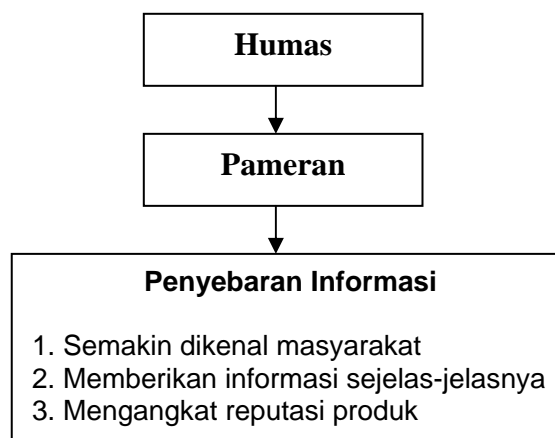 Humas
Pameran
Penyebaran Informasi
1. Semakin dikenal masyarakat
2. Memberikan informasi sejelas-jelasnya
3. Mengangkat reputasi produk